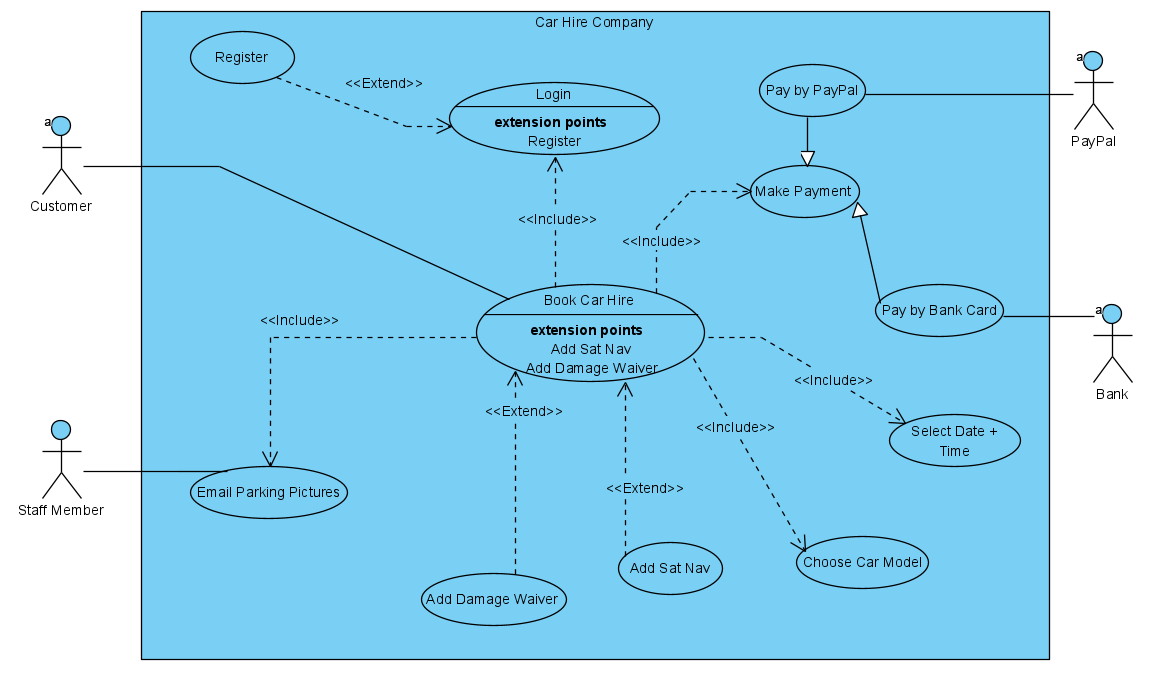 Car Hire Company
Register
<<Extend>>
Login
extension points
Register
Pay by PayPal
a
PayPal
a
Customer
Make Payment
<<Include>>
<<Include>>
Book Car Hire
extension points
Add Sat Nav
Add Damage Waiver
<<Include>>
Pay by Bank Card
a
Bank
<<Include>>
<<Extend>>
<<Include>>
Select Date +
Time
Staff Member
Email Parking Pictures
<<Extend>>
Add Damage Waiver
Add Sat Nav
Choose Car Model